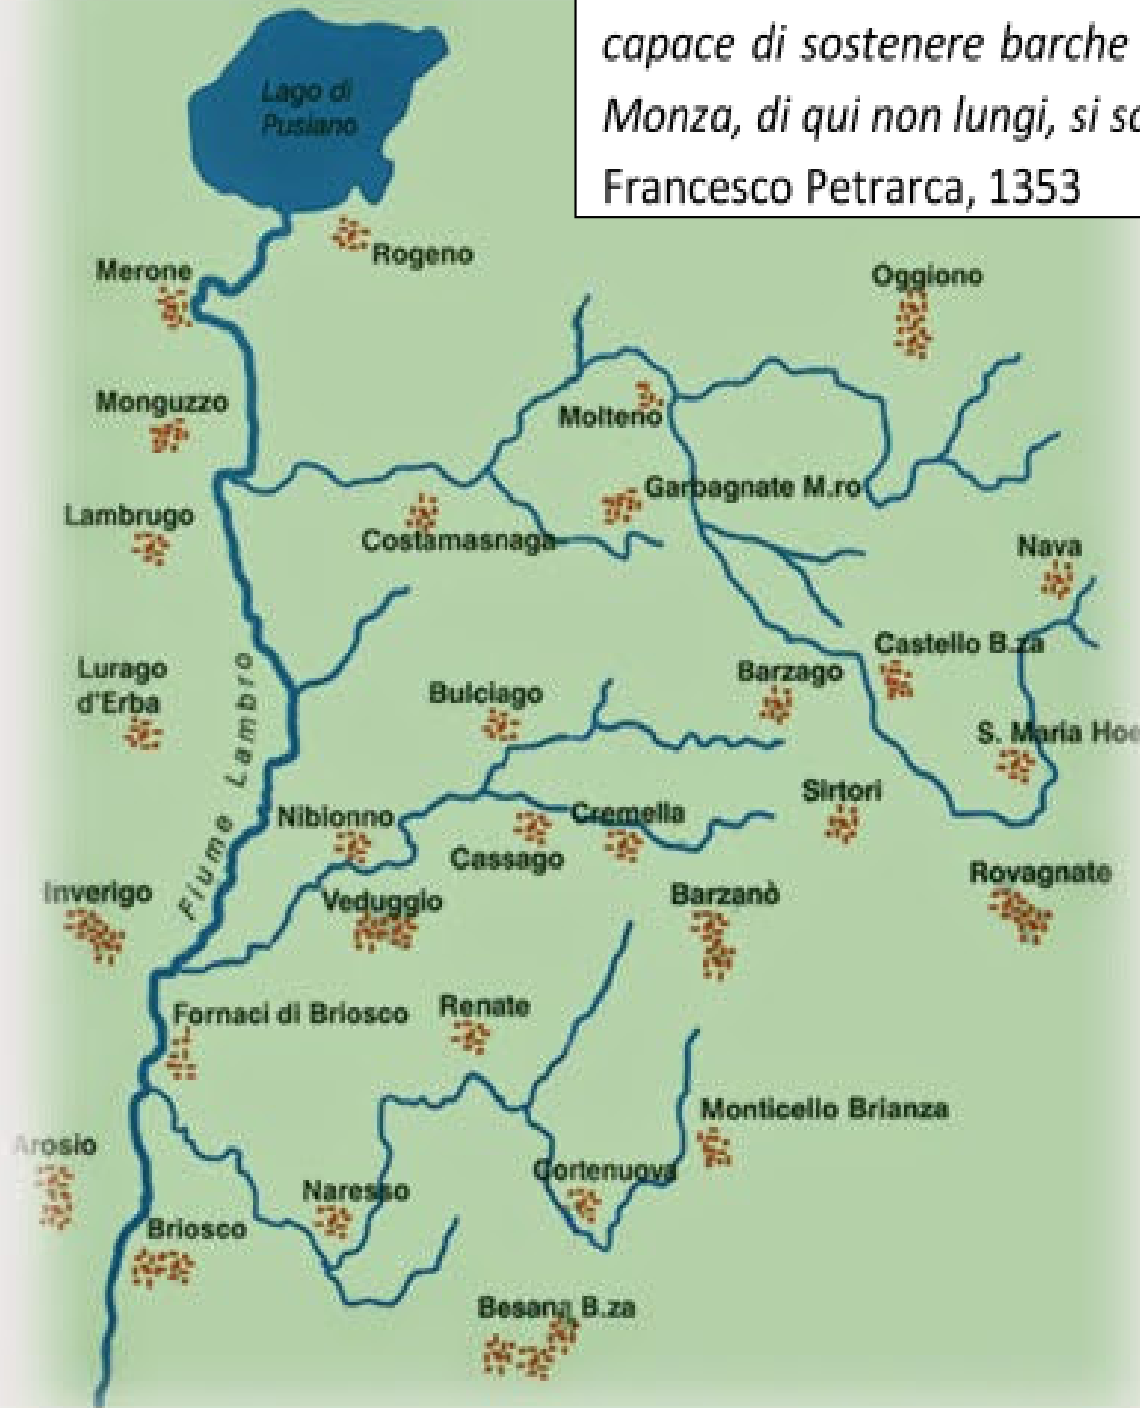 capace di sostenere barche
Monza, di qui non lungi, si
Francesco Petrarca, 1353
Lago di
Pusiano
Rogeno
Merone
Oggiono
Monguzzo
Molteno
Garbagnate M.ro
Lambrugo
Costamasnaga
Nava
Castello B.za
Lurago
d'Erba
Barzago
Bulciago
S. Maria Hoe
Fiume Lambro
Sirtori
Nibionno
Cremella
Cassago
Rovagnate
Inverigo
Veduggio
Barzanò
Fornaci di Briosco
Renate
Monticello Brianza
Arosio
Cortenuova
Naresso
Briosco
Besana B.za